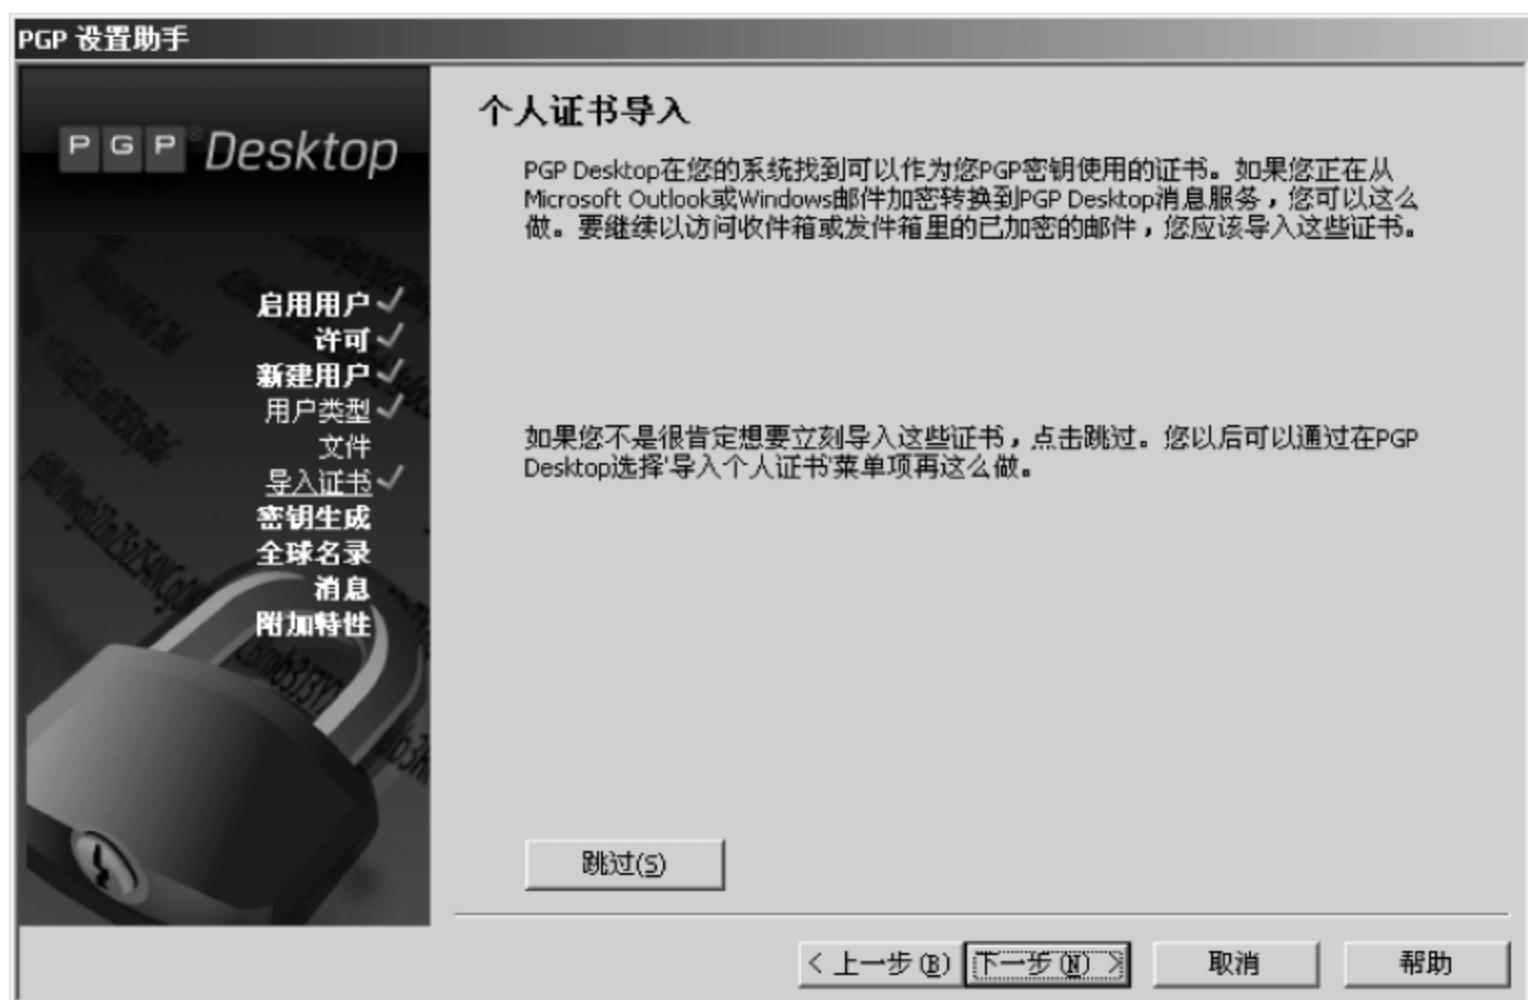 PGP 设置助手
PGP® Desktop
启用用户
许可
新建用户
用户类型
文件
导入证书
密钥生成
全球名录
消息
附加特性
个人证书导入
PGP Desktop在您的系统找到可以作为您PGP密钥使用的证书。如果您正在从
Microsoft Outlook或Windows邮件加密转换到PGP Desktop消息服务，您可以这么
做。要继续以访问收件箱或发件箱里的已加密的邮件，您应该导入这些证书。
如果您不是很肯定想要立刻导入这些证书，点击跳过。您以后可以通过在PGP
Desktop选择'导入个人证书'菜单项再这么做。
跳过(S)
< 上一步(B) 下一步(N) > 取消 帮助